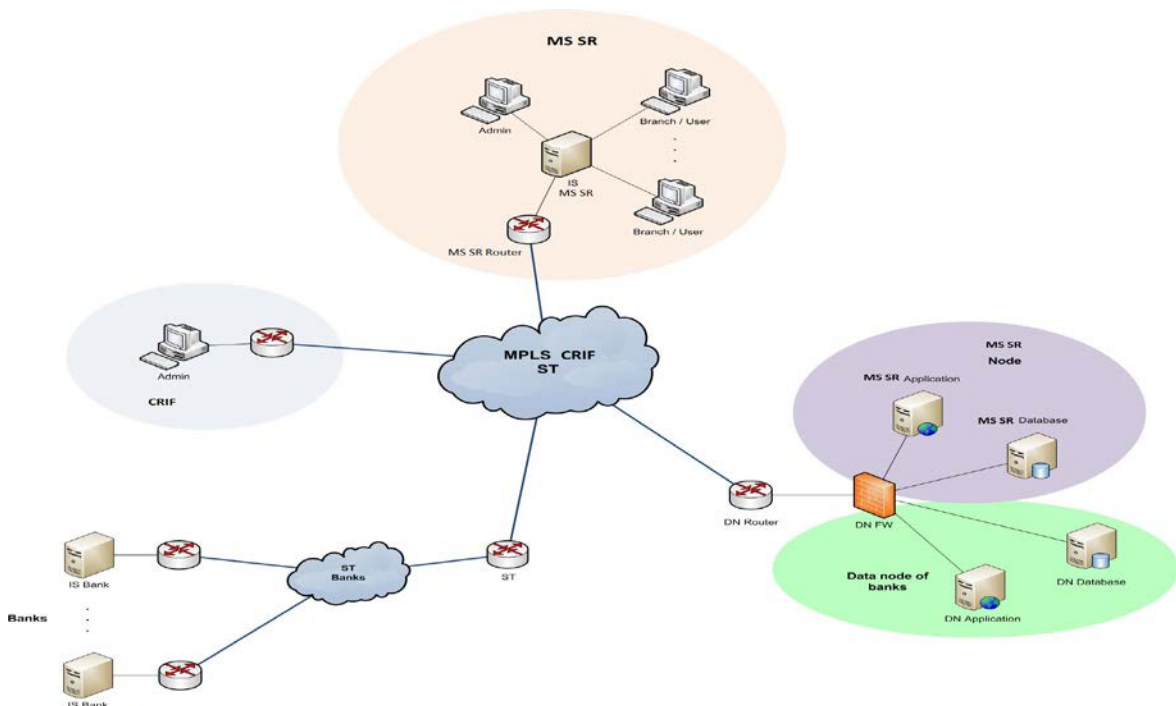 MS SR
Admin
Branch / User
.
.
.
IS
MS SR
Branch / User
MS SR Router
MPLS CRIF
ST
Admin
CRIF
MS SR
Node
MS SR Application
MS SR Database
DN Router
DN FW
Data node of
banks
DN Database
DN Application
ST
ST
Banks
IS Bank
Banks
.
.
.
IS Bank